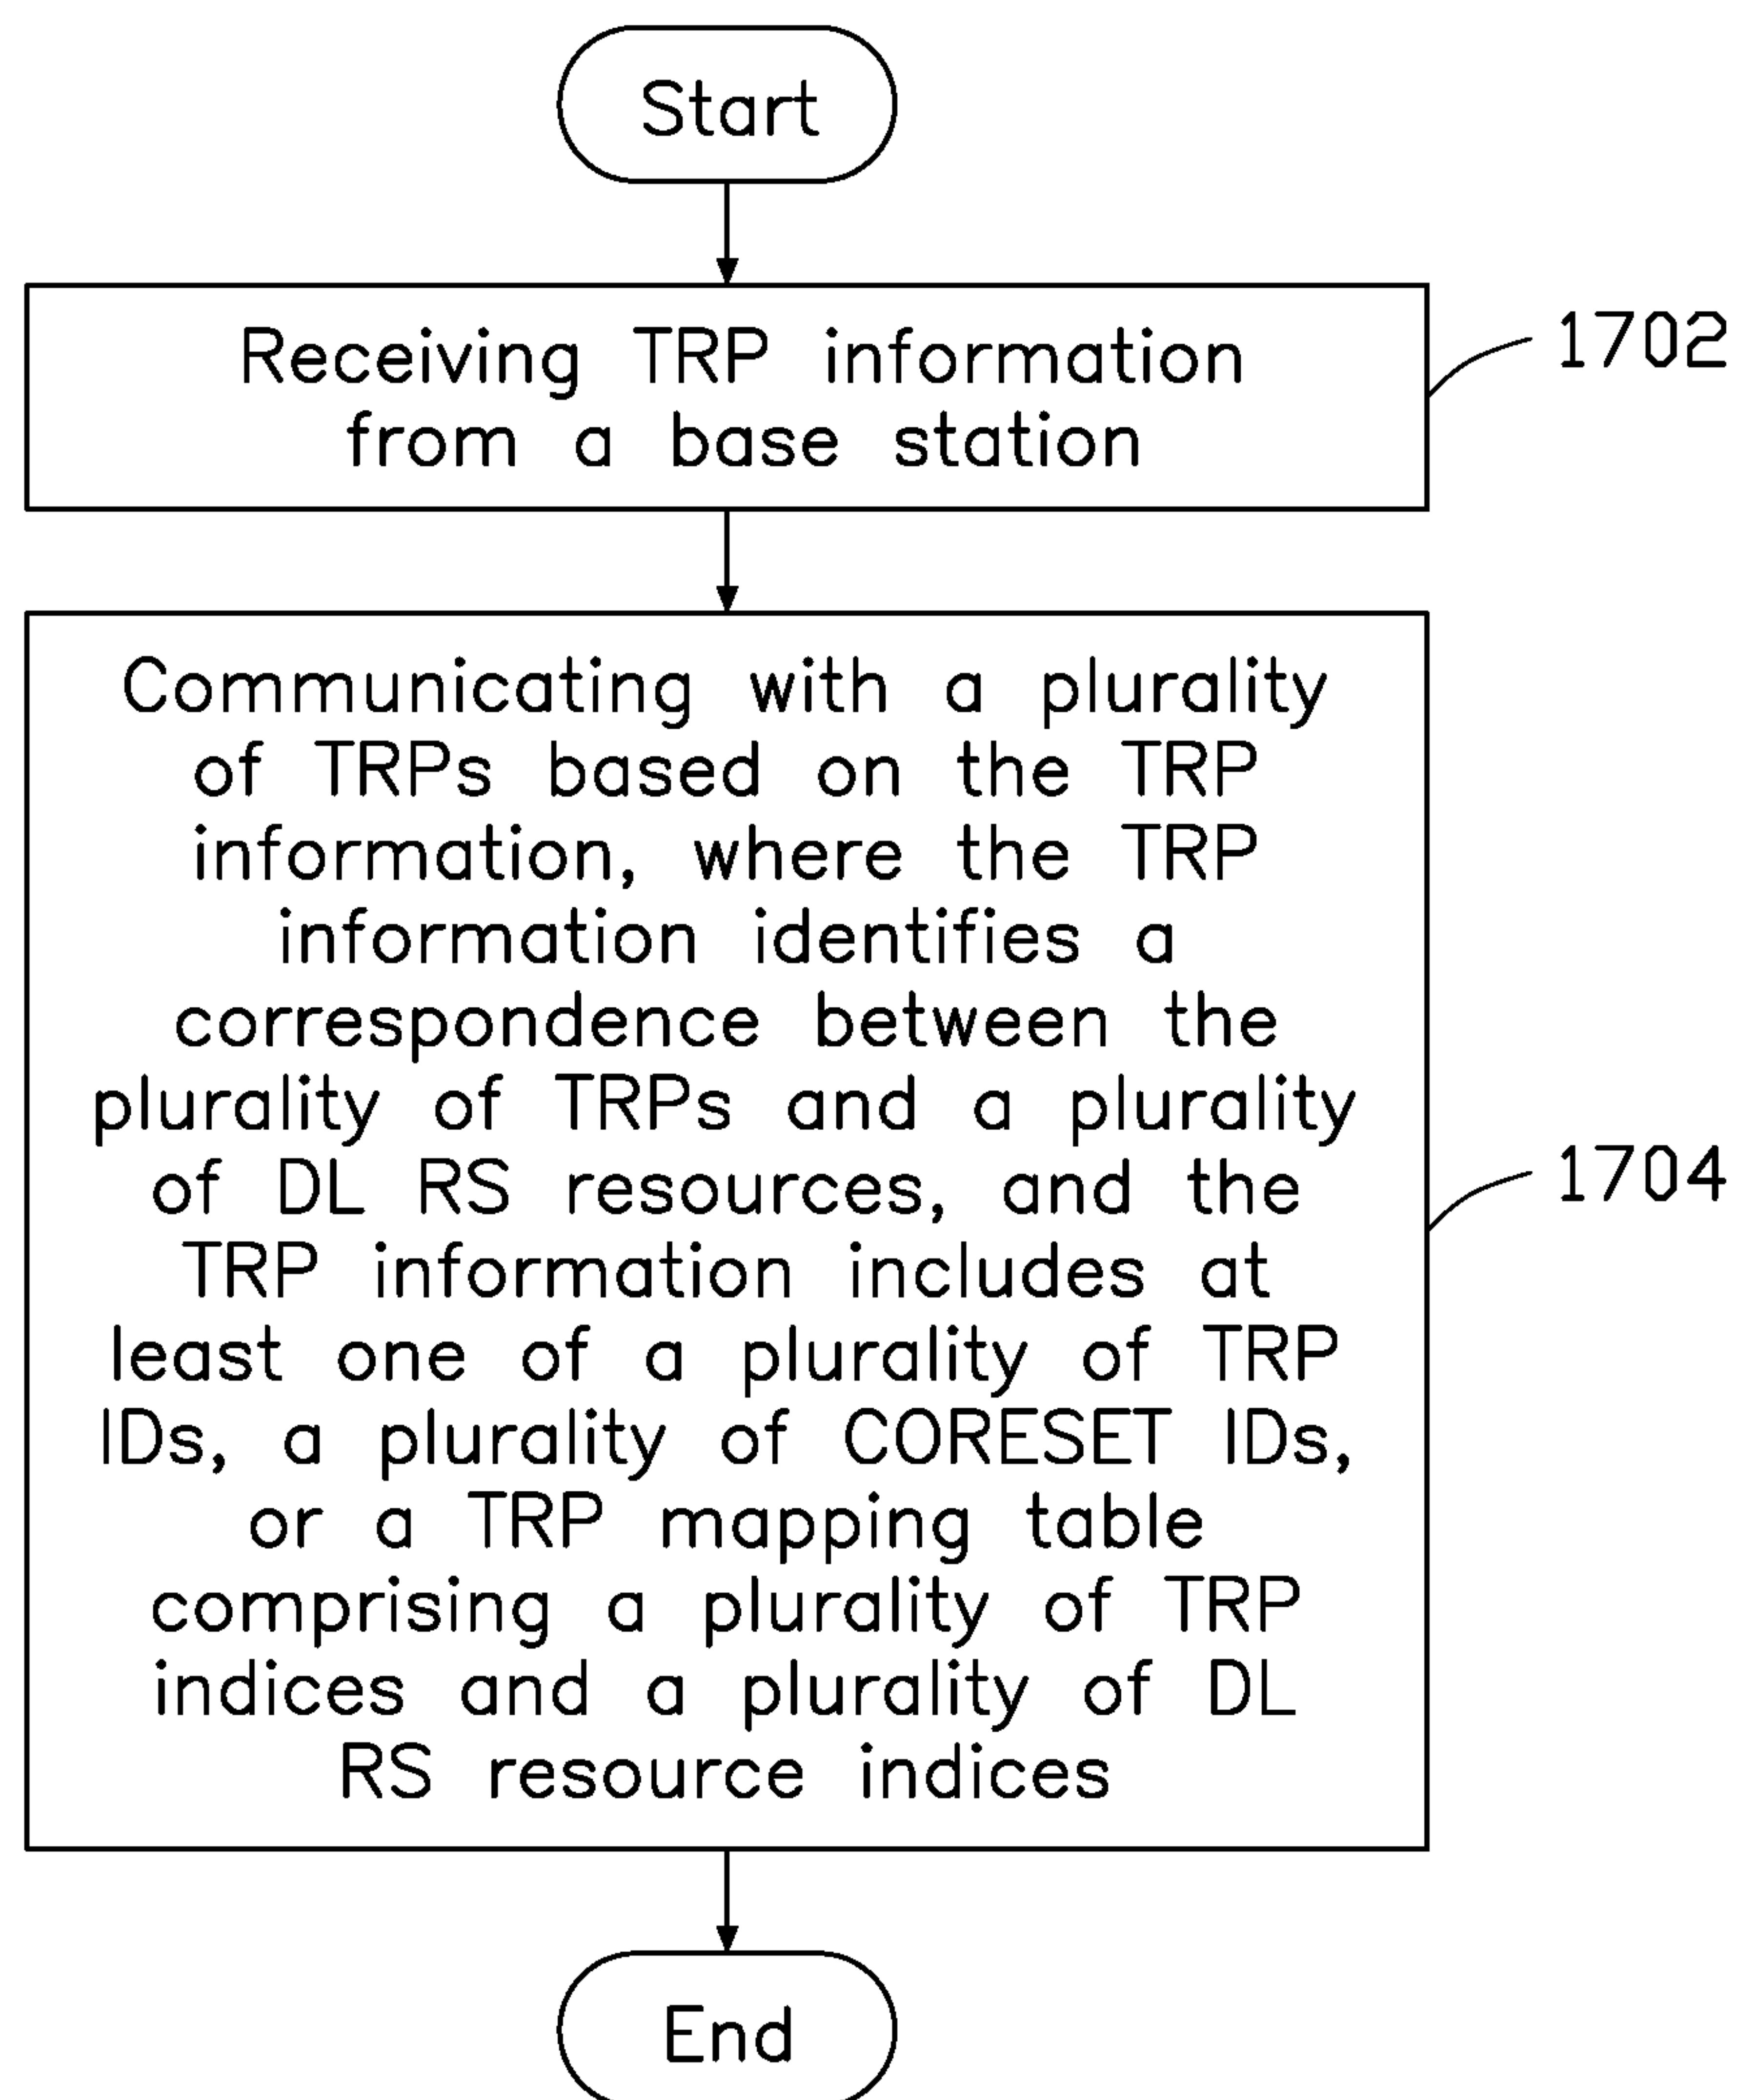 Start
Receiving TRP information
from a base station
1702
Communicating with a plurality
of TRPs based on the TRP
information, where the TRP
information identifies a
correspondence between the
plurality of TRPs and a plurality
of DL RS resources, and the
TRP information includes at
least one of a plurality of TRP
IDs, a plurality of CORESET IDs,
or a TRP mapping table
comprising a plurality of TRP
indices and a plurality of DL
RS resource indices
1704
End